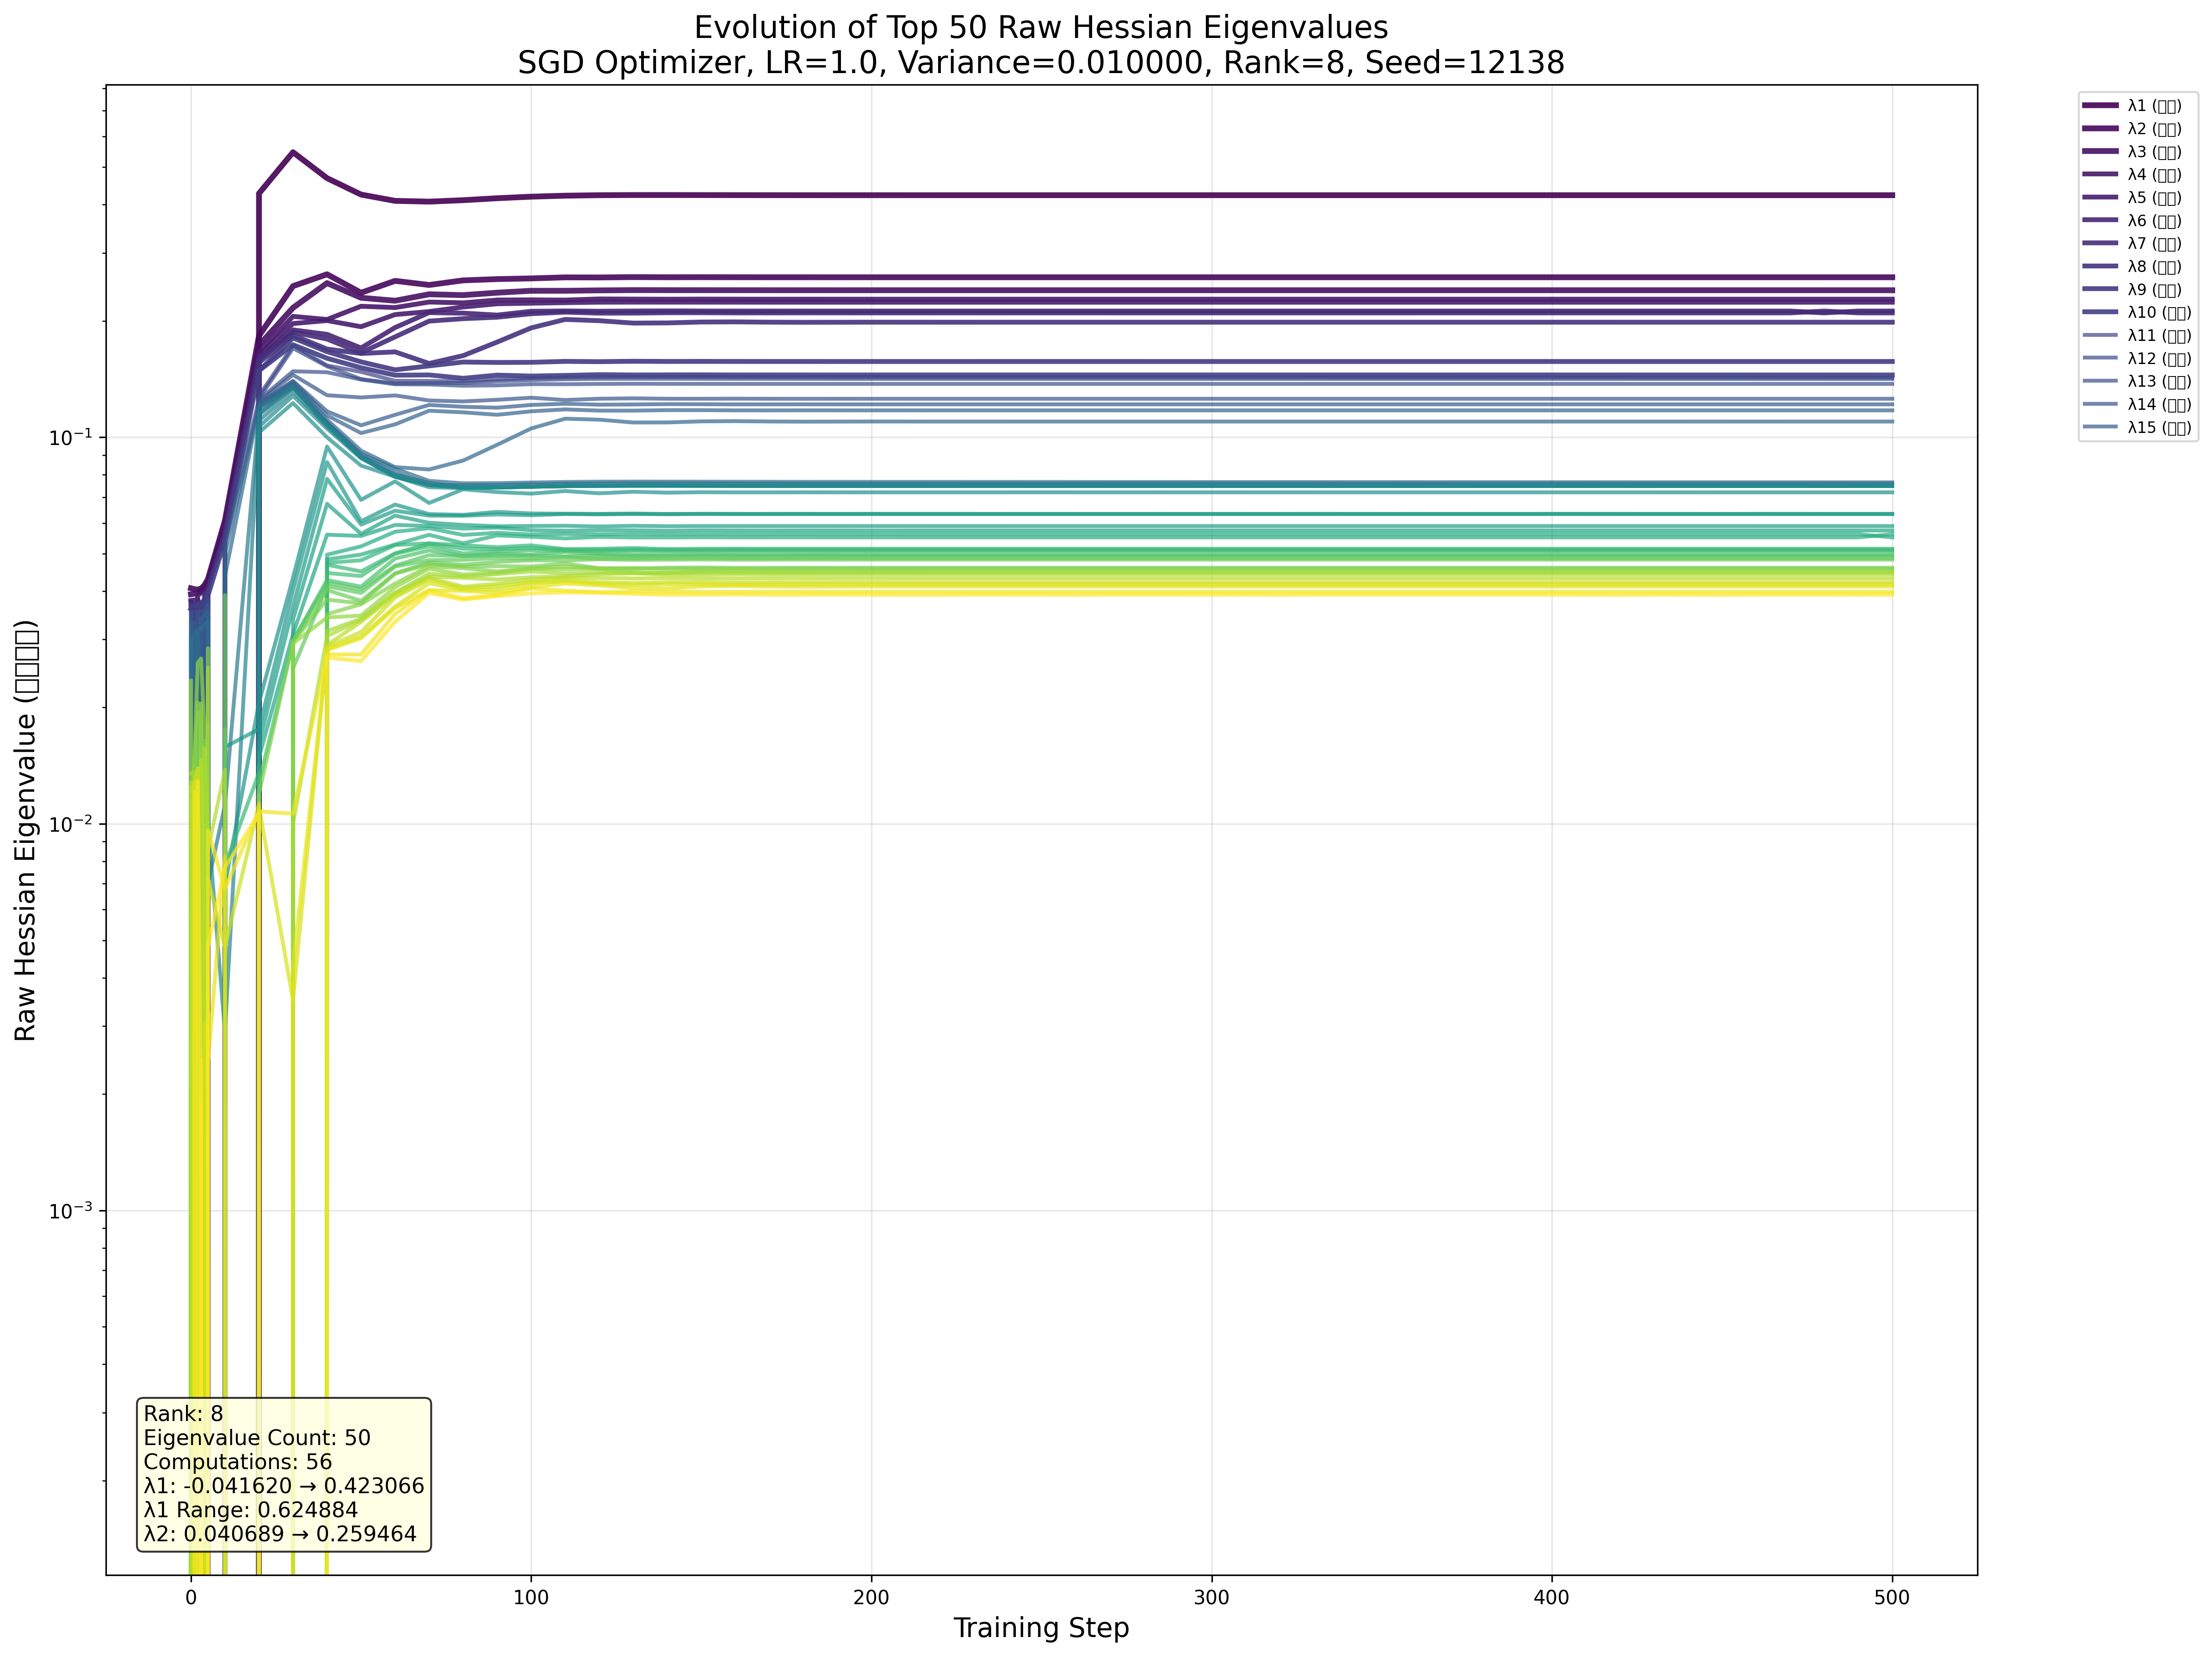 Evolution of Top 50 Raw Hessian Eigenvalues
SGD Optimizer, LR=1.0, Variance=0.010000, Rank=8, Seed=12138
λ1 (□□)
λ2 (□□)
λ3 (□□)
λ4 (□□)
λ5 (□□)
λ6 (□□)
λ7 (□□)
λ8 (□□)
λ9 (□□)
λ10 (□□)
λ11 (□□)
λ12 (□□)
λ13 (□□)
λ14 (□□)
λ15 (□□)
Raw Hessian Eigenvalue (□□□□)
10⁻¹
10⁻²
10⁻³
Rank: 8
Eigenvalue Count: 50
Computations: 56
λ1: -0.041620 → 0.423066
λ1 Range: 0.624884
λ2: 0.040689 → 0.259464
0
100
200
300
400
500
Training Step